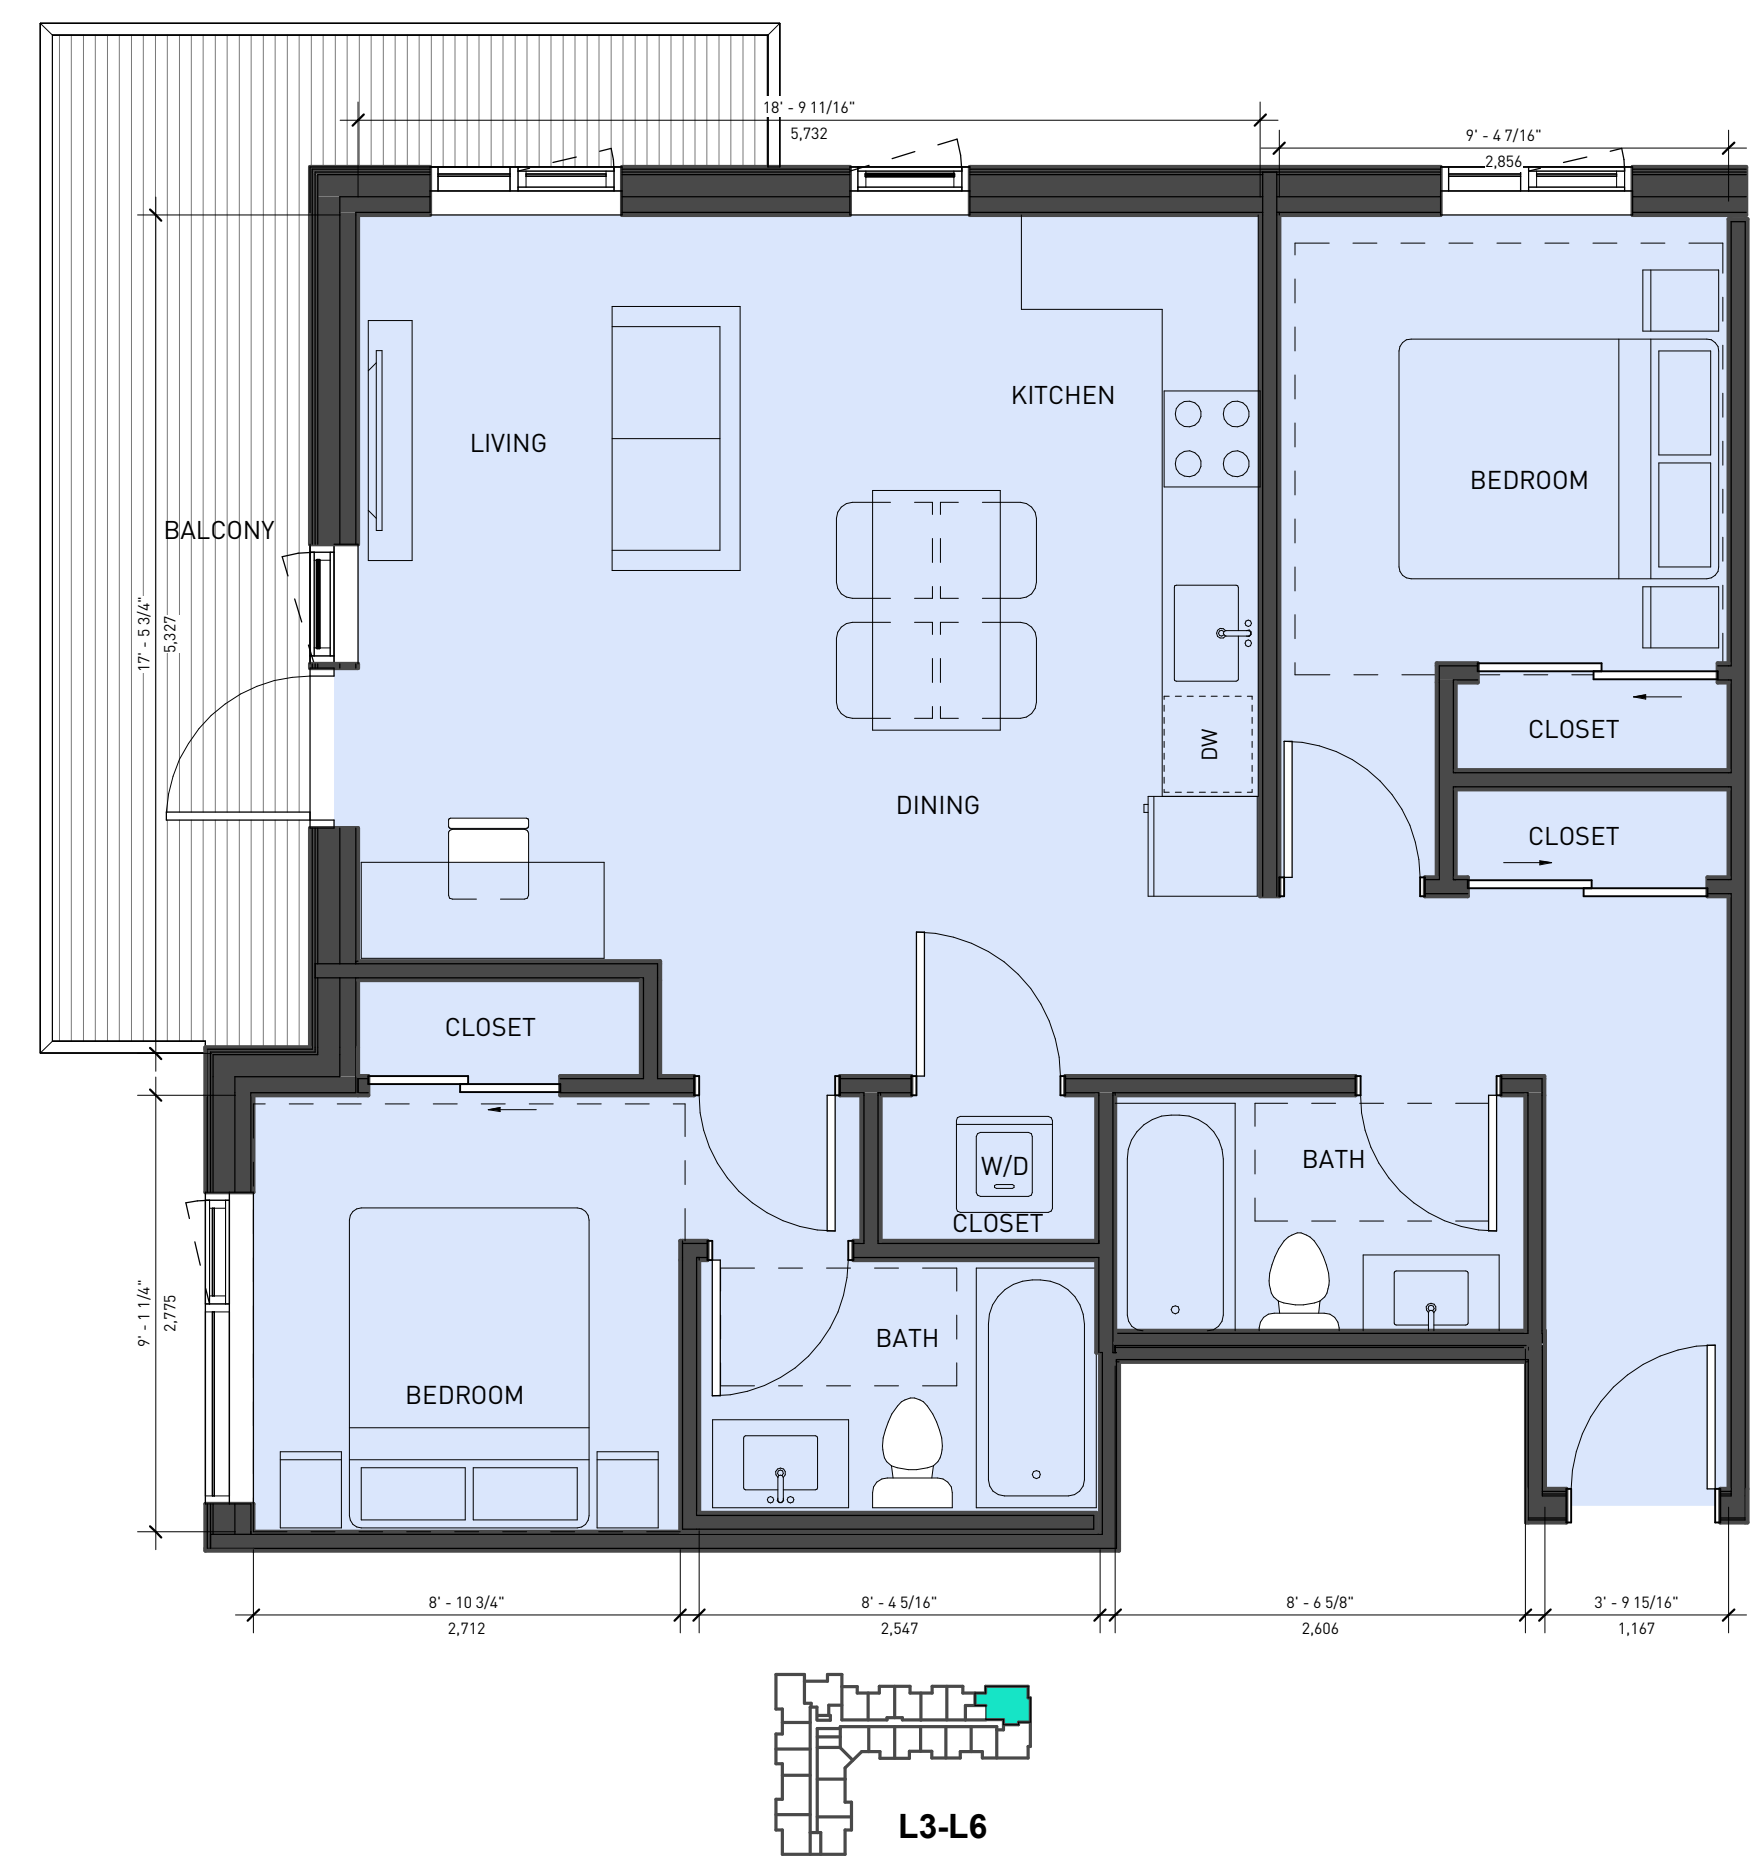 18' - 9 11/16"
5,732
9' - 4 7/16"
2,856
KITCHEN
LIVING
BEDROOM
BALCONY
17' - 5 3/4"
5,327
CLOSET
DW
DINING
CLOSET
CLOSET
BATH
W/D
CLOSET
9' - 1 1/4"
2,775
BATH
BEDROOM
8' - 10 3/4"
2,712
8' - 4 5/16"
2,547
8' - 6 5/8"
2,606
3' - 9 15/16"
1,167
L3-L6